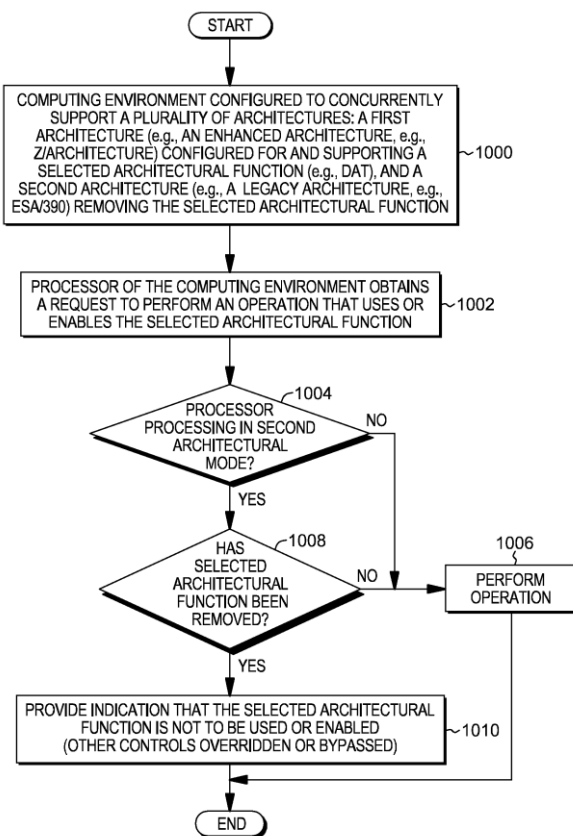 START
COMPUTING ENVIRONMENT CONFIGURED TO CONCURRENTLY
SUPPORT A PLURALITY OF ARCHITECTURES: A FIRST
ARCHITECTURE (e.g., AN ENHANCED ARCHITECTURE, e.g.,
Z/ARCHITECTURE) CONFIGURED FOR AND SUPPORTING A
SELECTED ARCHITECTURAL FUNCTION (e.g., DAT), AND A
SECOND ARCHITECTURE (e.g., A LEGACY ARCHITECTURE, e.g.,
ESA/390) REMOVING THE SELECTED ARCHITECTURAL FUNCTION
1000
PROCESSOR OF THE COMPUTING ENVIRONMENT OBTAINS
A REQUEST TO PERFORM AN OPERATION THAT USES OR
ENABLES THE SELECTED ARCHITECTURAL FUNCTION
1002
1004
PROCESSOR
PROCESSING IN SECOND
ARCHITECTURAL
MODE?
NO
YES
1008
HAS
SELECTED
ARCHITECTURAL
FUNCTION BEEN
REMOVED?
NO
1006
PERFORM
OPERATION
YES
PROVIDE INDICATION THAT THE SELECTED ARCHITECTURAL
FUNCTION IS NOT TO BE USED OR ENABLED
(OTHER CONTROLS OVERRIDDEN OR BYPASSED)
1010
END